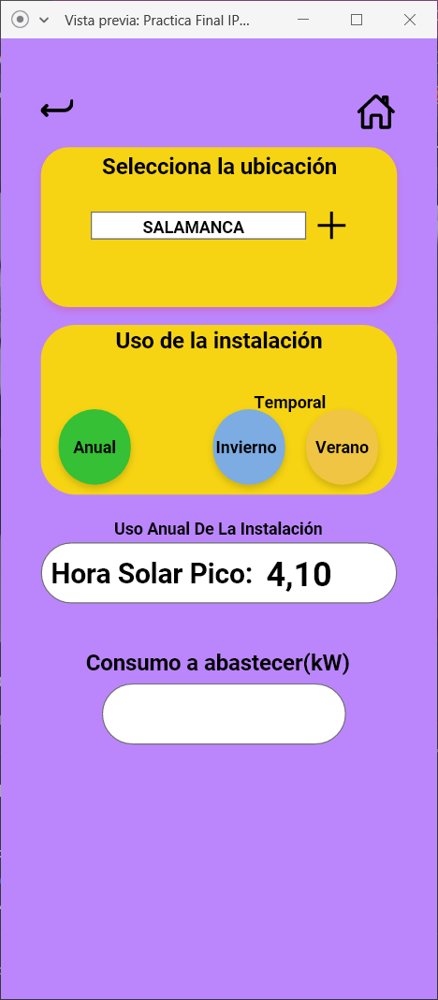 Vista previa: Practica Final IP...
Selecciona la ubicación
SALAMANCA
Uso de la instalación
Temporal
Anual
Invierno
Verano
Uso Anual De La Instalación
Hora Solar Pico: 4,10
Consumo a abastecer(kW)